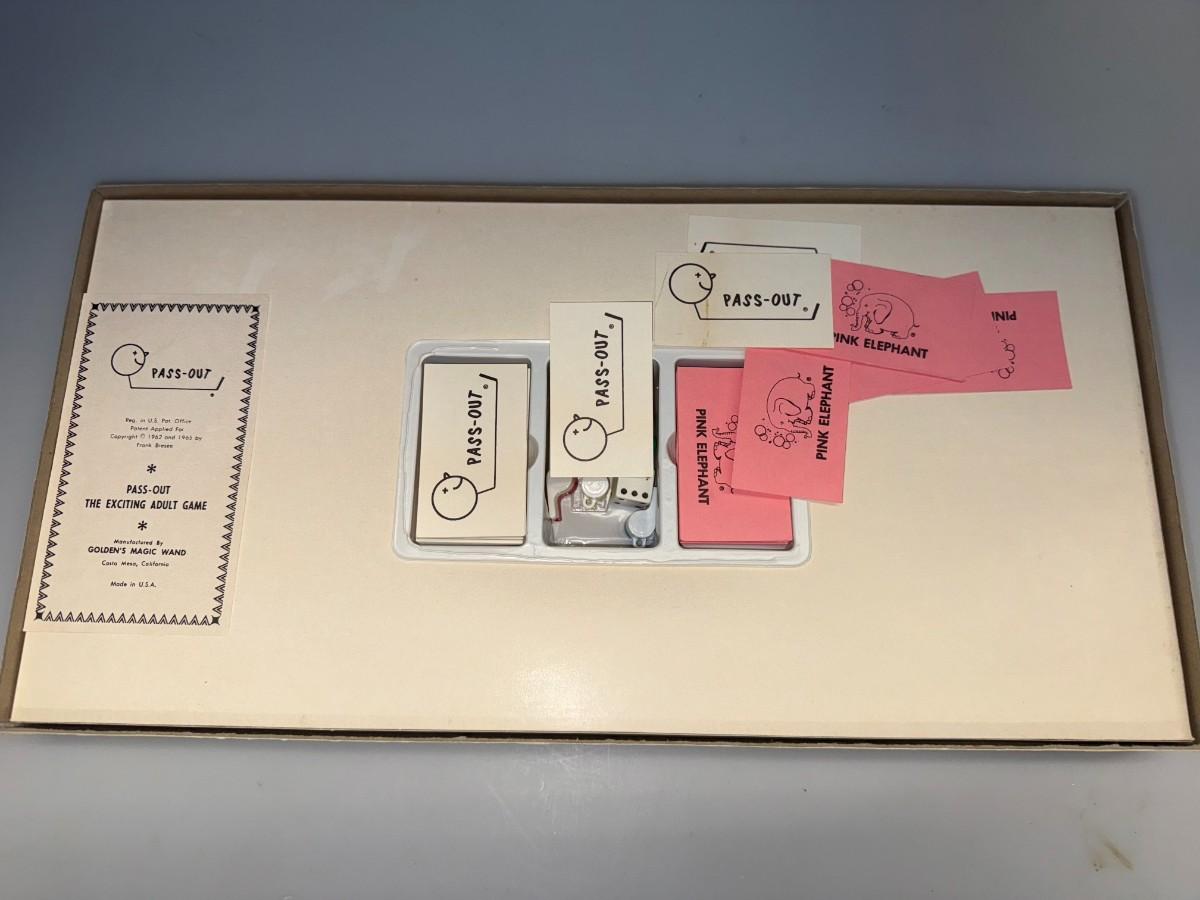 PASS-OUT ®
Reg. in U.S. Pat. Office
Patent Applied For
Copyright © 1962 and 1965 by
Frank Bresee
*
PASS-OUT
THE EXCITING ADULT GAME
*
Manufactured By
GOLDEN'S MAGIC WAND
Costa Mesa, California
Made in U.S.A.
PASS-OUT ®
PASS-OUT ®
PASS-OUT ®
PINK ELEPHANT
PINK
PINK ELEPHANT
PINK ELEPHANT